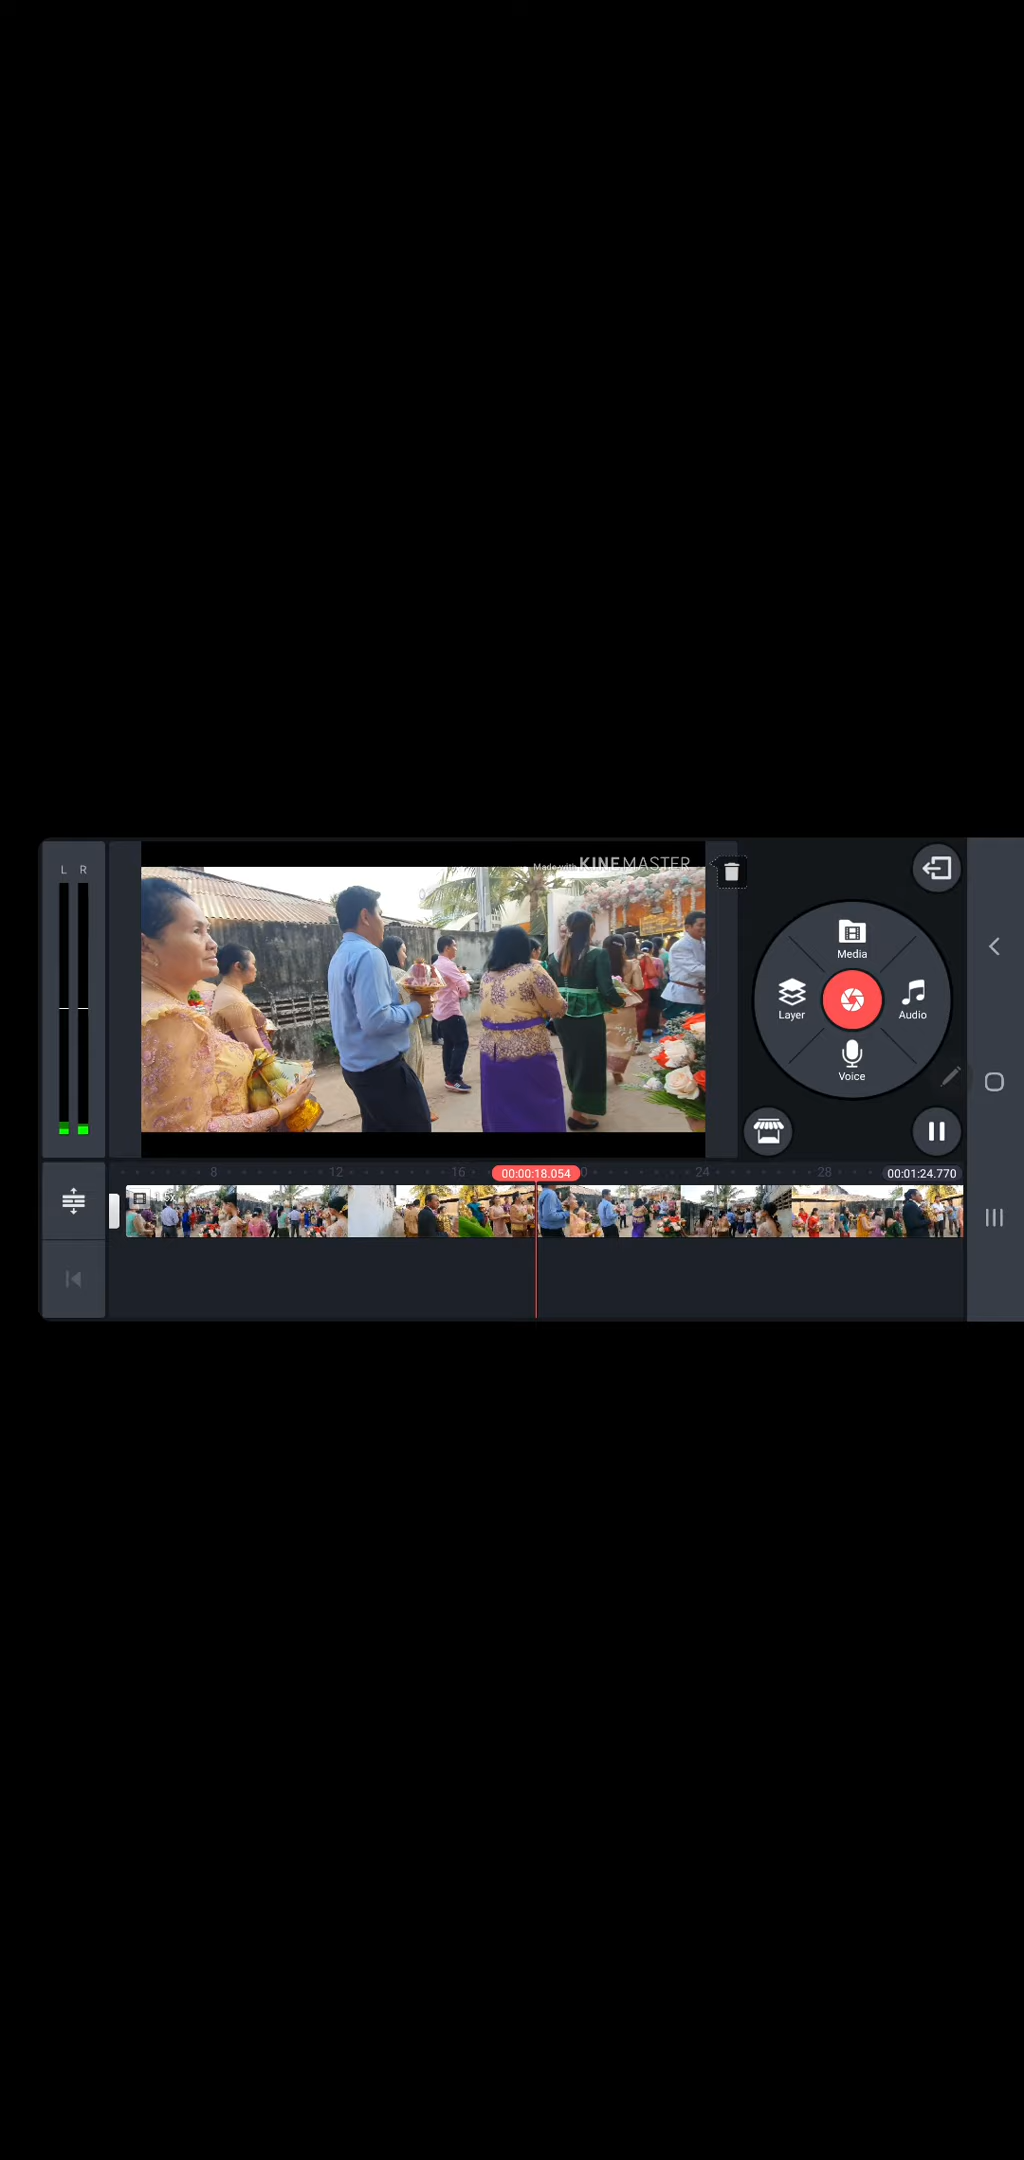 L R
Made with KINEMASTER
Media
Layer
Audio
Voice
8 12 16 00:00:18.054 24 28 00:01:24.770